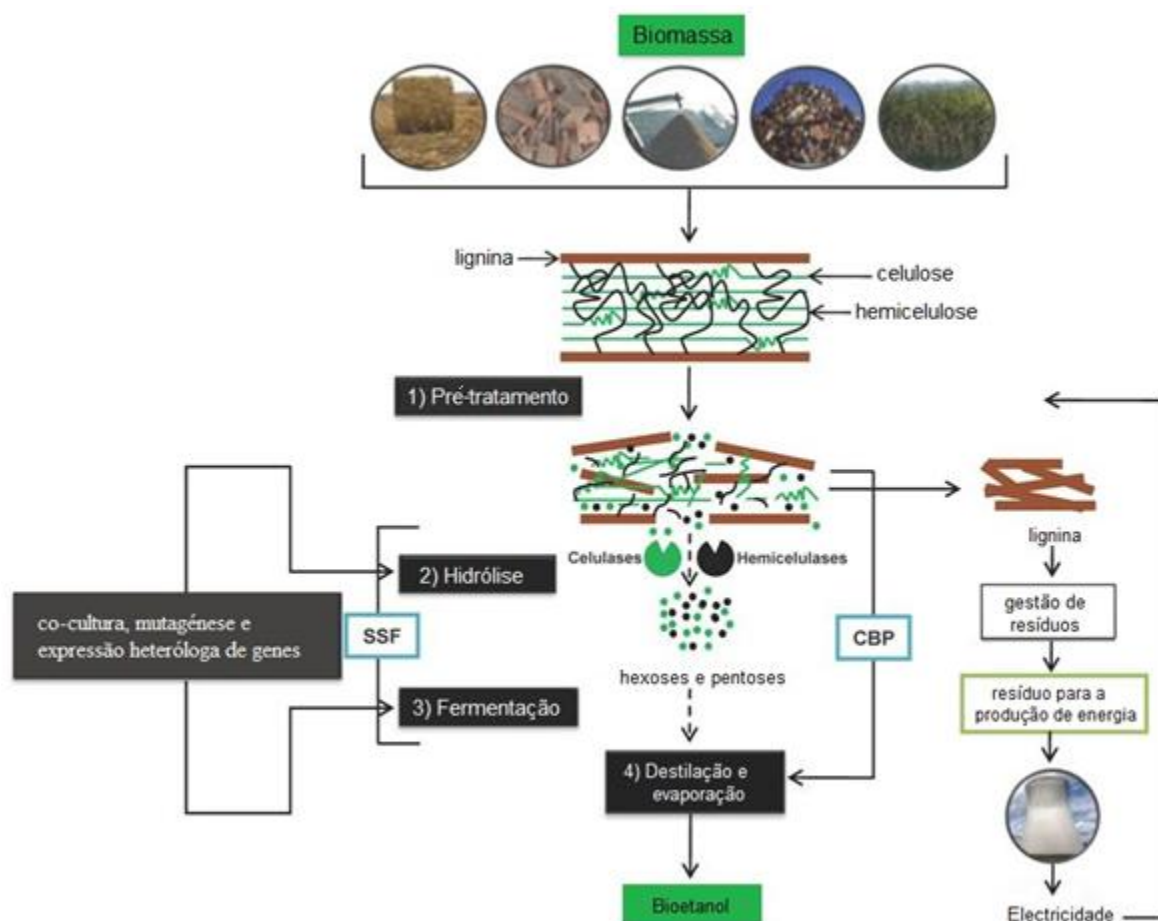 Biomassa
lignina
celulose
hemicelulose
1) Pré-tratamento
Celulases
Hemicelulases
lignina
2) Hidrólise
co-cultura, mutagénese e
expressão heteróloga de genes
SSF
CBP
gestão de
resíduos
hexoses e pentoses
3) Fermentação
resíduo para a
produção de energia
4) Destilação e
evaporação
Bioetanol
Electricidade